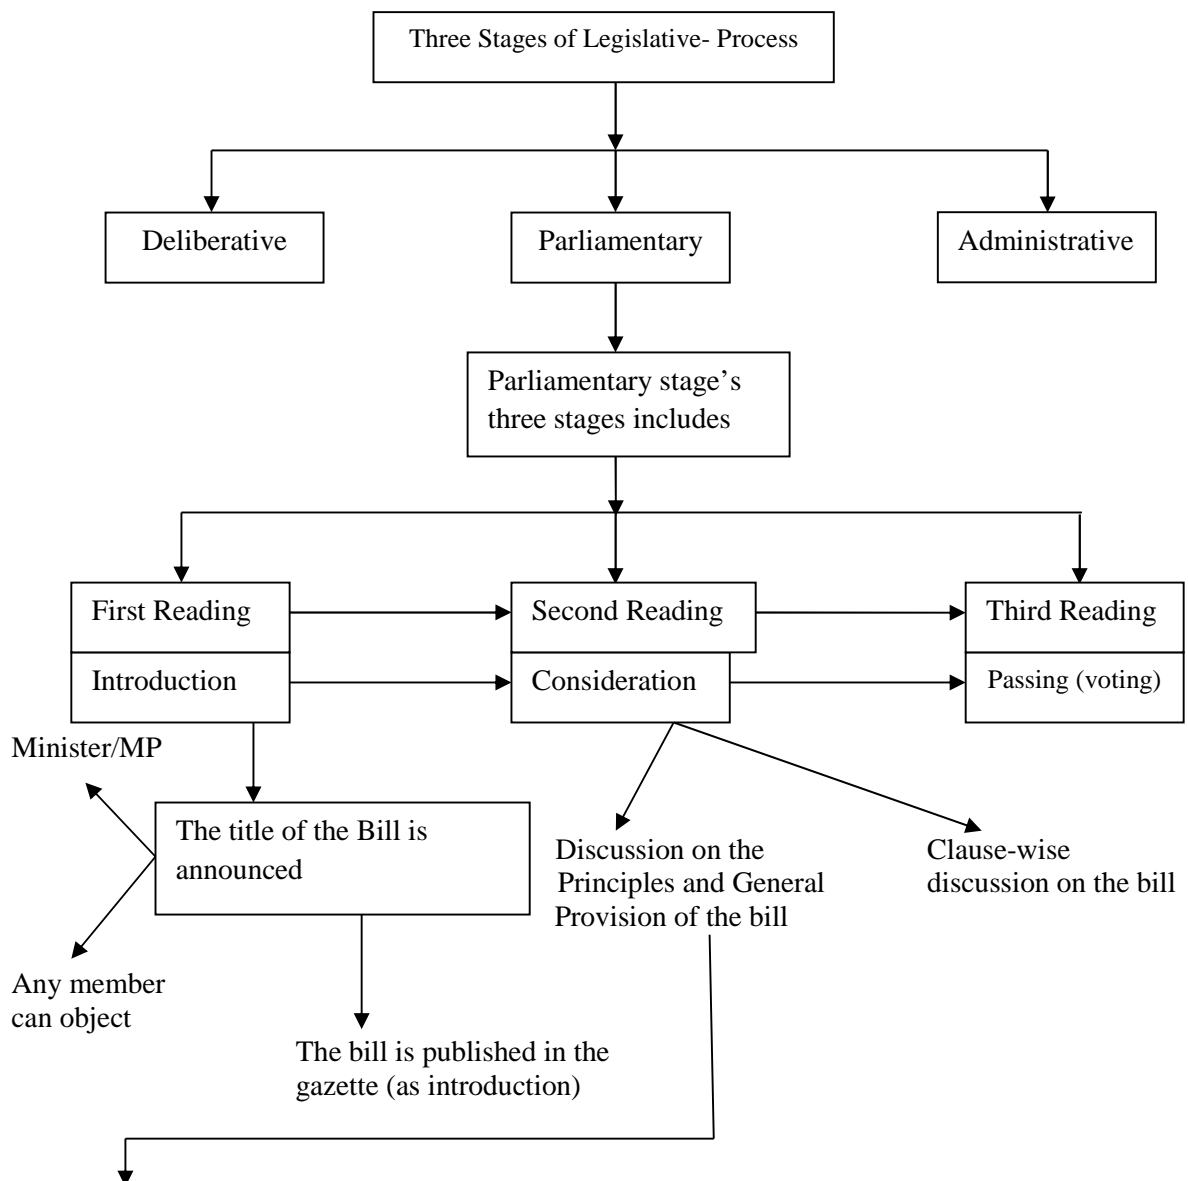 Three Stages of Legislative- Process
Deliberative
Parliamentary
Administrative
Parliamentary stage’s
three stages includes
First Reading
Second Reading
Third Reading
Introduction
Consideration
Passing (voting)
Minister/MP
The title of the Bill is
announced
Discussion on the
Principles and General
Provision of the bill
Clause-wise
discussion on the bill
Any member
can object
The bill is published in the
gazette (as introduction)